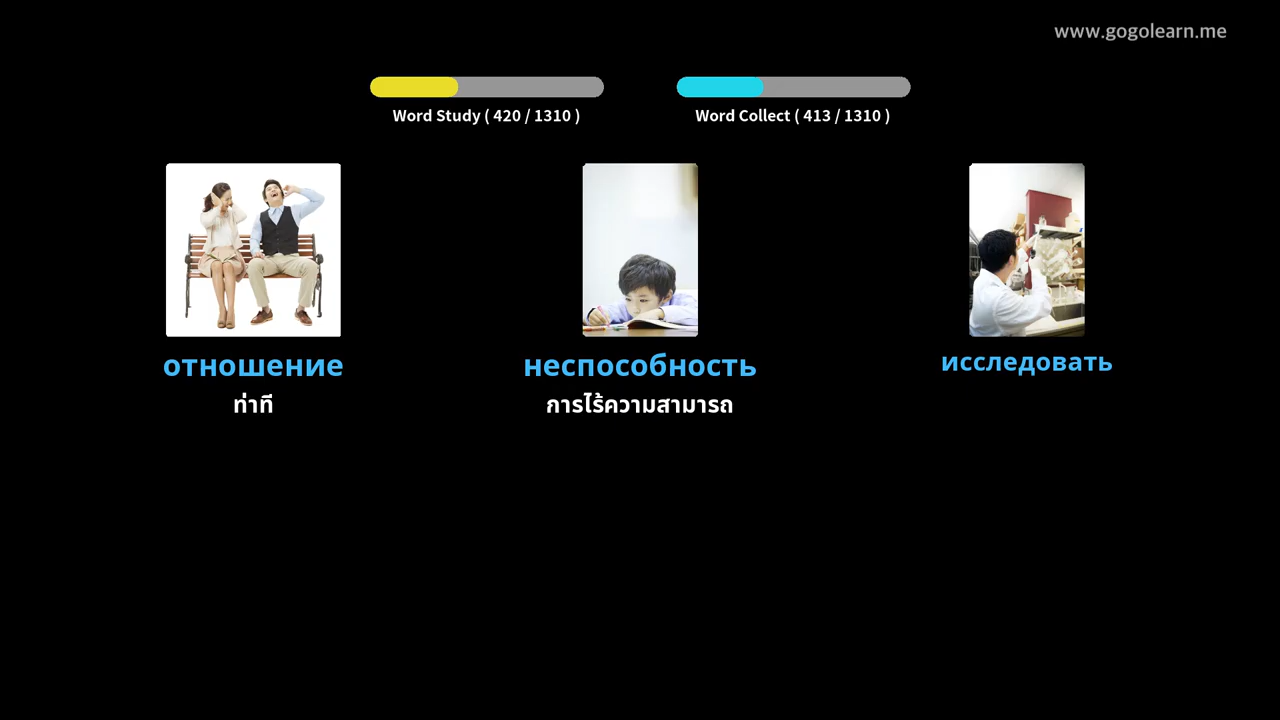 www.gogolearn.me
Word Study ( 420 / 1310 )
Word Collect ( 413 / 1310 )
отношение
ท่าที
неспособность
การไร้ความสามารถ
исследовать